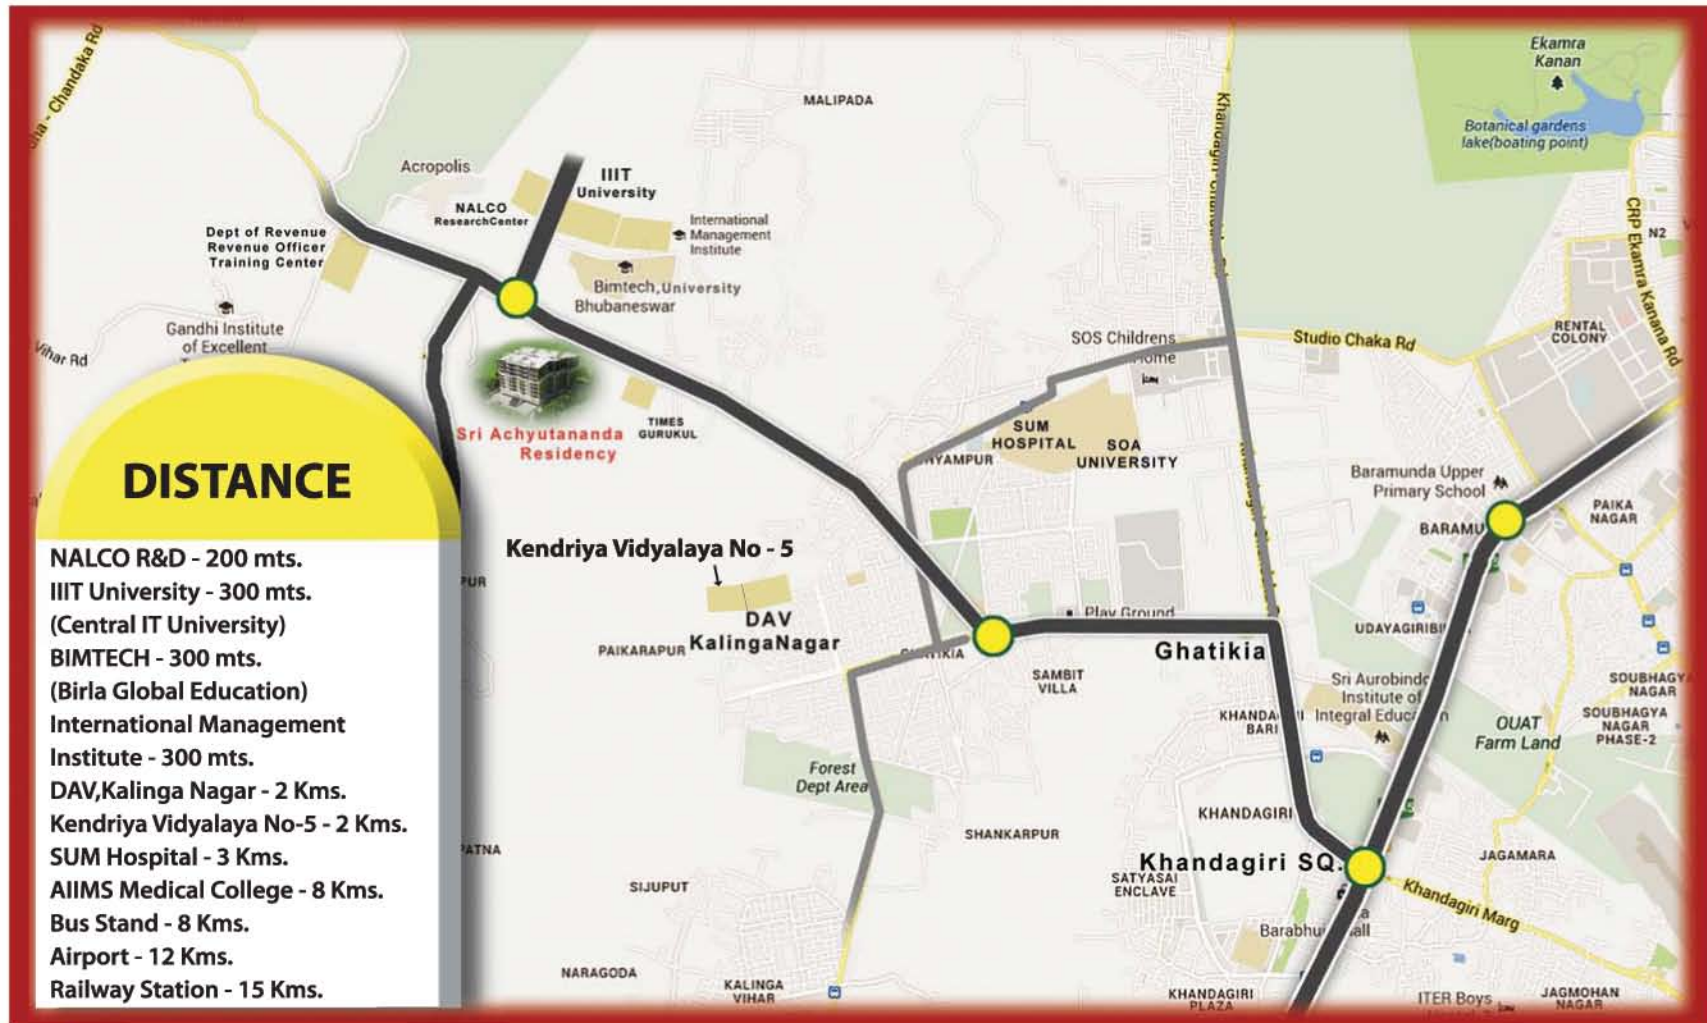 Chandaka Rd
Ekamra
Kanan
Botanical gardens
lake(boating point)
MALIPADA
Acropolis
IIIT
University
NALCO
ResearchCenter
International
Management
Institute
Dept of Revenue
Revenue Officer
Training Center
Bimtech,University
Bhubaneswar
Gandhi Institute
of Excellent
Vihar Rd
CRP Ekamra Kanana Rd
N2
RENTAL
COLONY
SOS Childrens
Home
Studio Chaka Rd
Sri Achyutananda
Residency
TIMES
GURUKUL
SUM
HOSPITAL
SOA
UNIVERSITY
Baramunda Upper
Primary School
BARAMU
PAIKA
NAGAR
Kendriya Vidyalaya No - 5
DAV
KalingaNagar
PAIKARAPUR
Play Ground
Ghatikia
SAMBIT
VILLA
Sri Aurobindo
Institute of
Integral Education
KHANDAGIRI
BARI
SOUBHAGYA
NAGAR
SOUBHAGYA
NAGAR
PHASE-2
OUAT
Farm Land
Forest
Dept Area
KHANDAGIRI
SHANKARPUR
Khandagiri SQ.
SATYASAI
ENCLAVE
JAGAMARA
Khandagiri Marg
SIJUPUT
NARAGODA
KALINGA
VIHAR
KHANDAGIRI
PLAZA
ITER Boys
JAGMOHAN
NAGAR
DISTANCE
NALCO R&D - 200 mts.
IIIT University - 300 mts.
(Central IT University)
BIMTECH - 300 mts.
(Birla Global Education)
International Management
Institute - 300 mts.
DAV,Kalinga Nagar - 2 Kms.
Kendriya Vidyalaya No-5 - 2 Kms.
SUM Hospital - 3 Kms.
AIIMS Medical College - 8 Kms.
Bus Stand - 8 Kms.
Airport - 12 Kms.
Railway Station - 15 Kms.